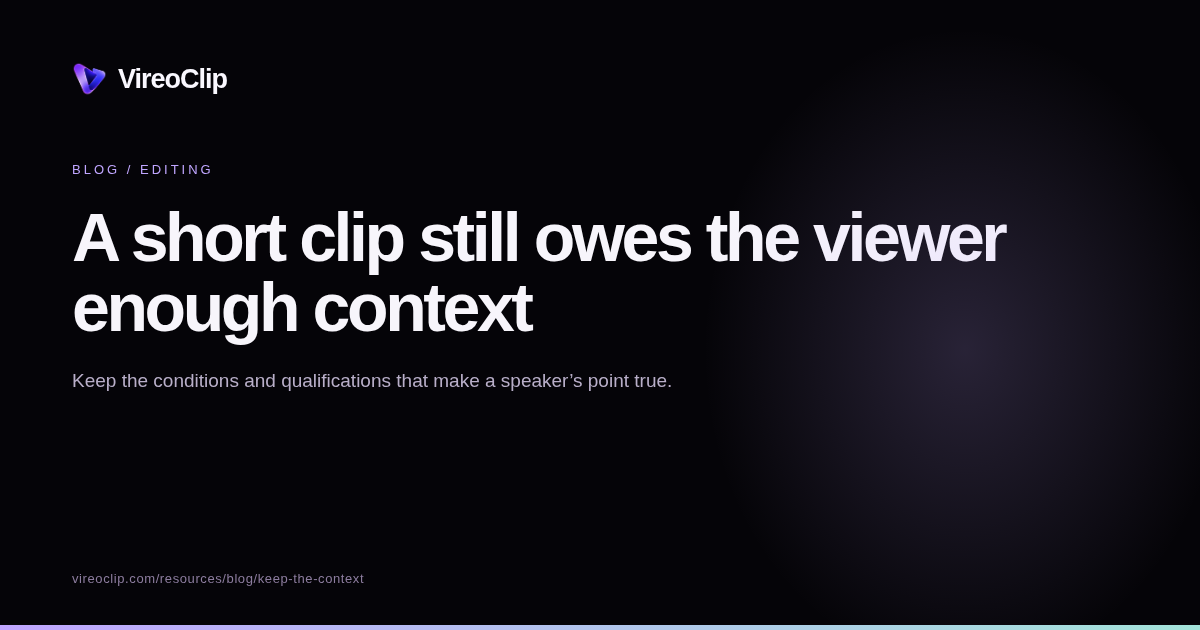 VireoClip
BLOG / EDITING
A short clip still owes the viewer
enough context
Keep the conditions and qualifications that make a speaker’s point true.
vireoclip.com/resources/blog/keep-the-context